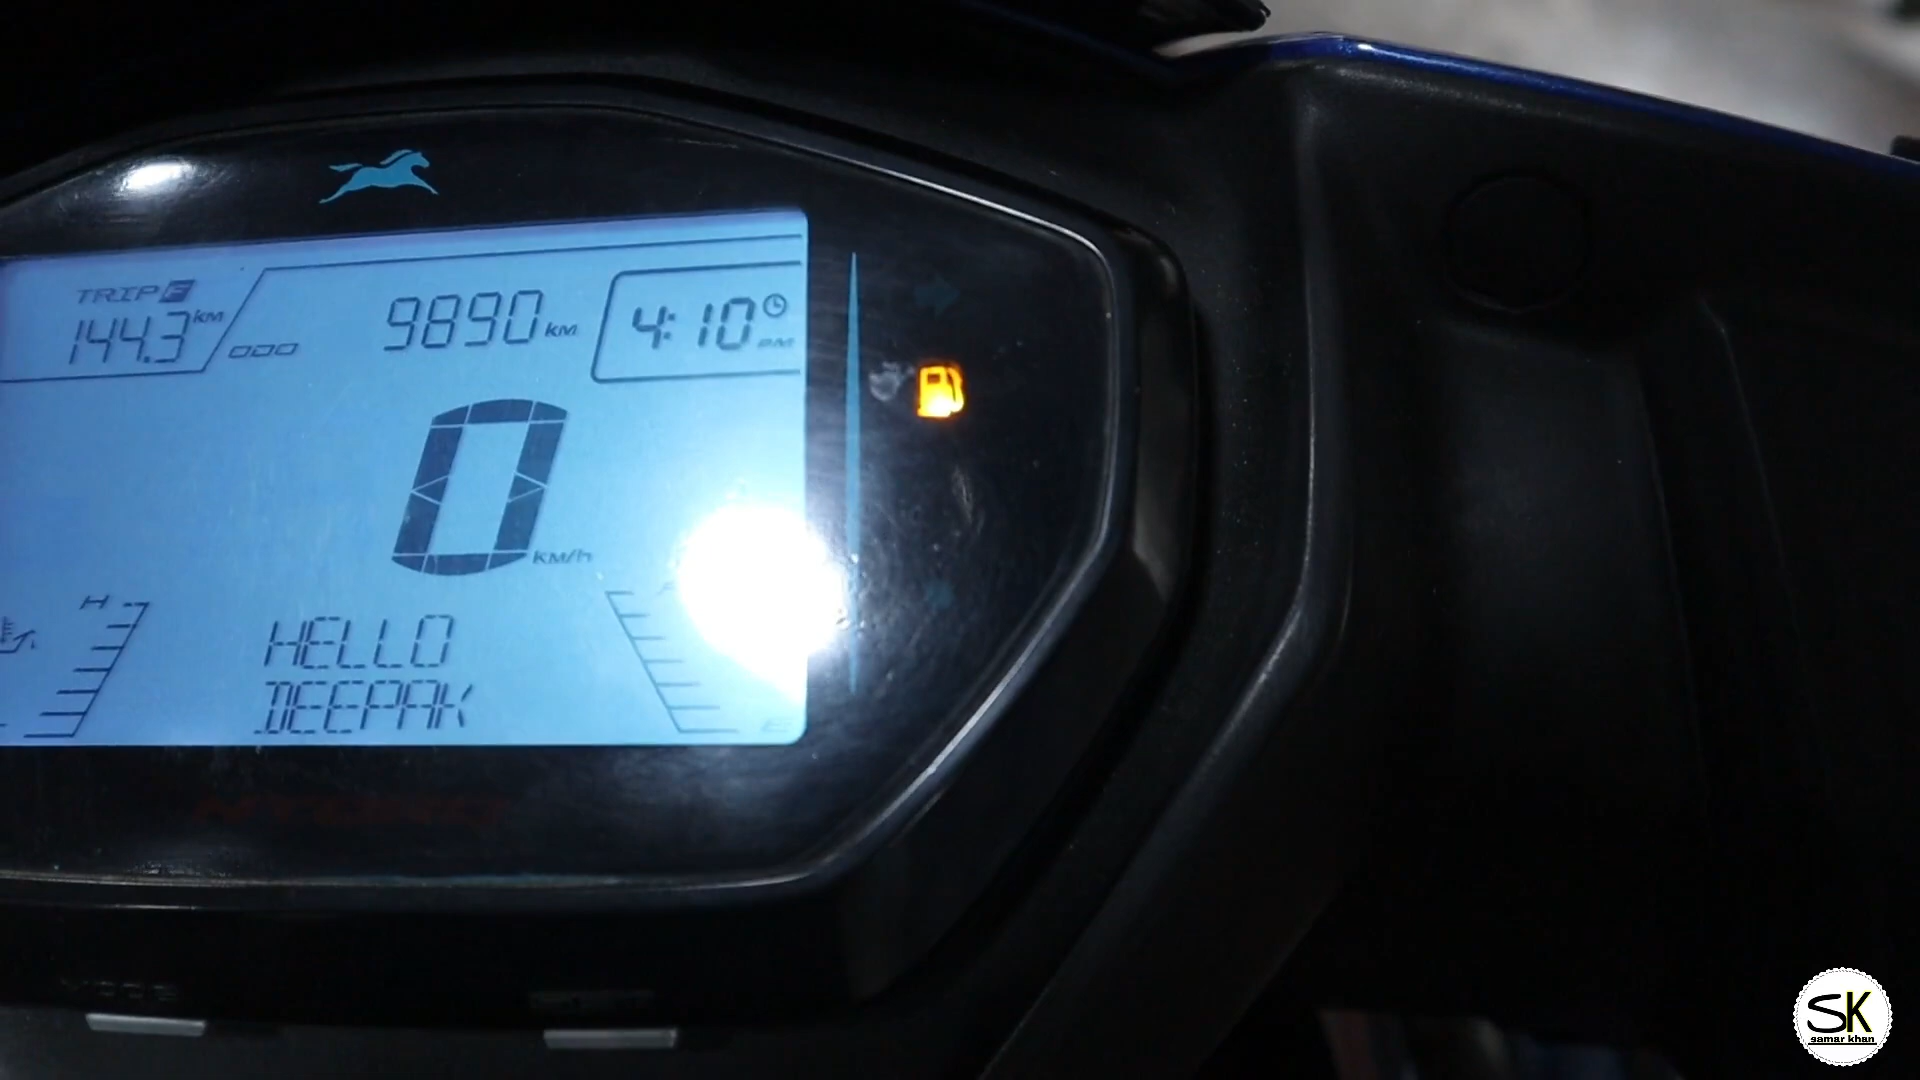 TRIP F
144.3 km
9890 km
4:10 PM
0 km/h
H
HELLO
DEEPAK
E
SK
samar khan